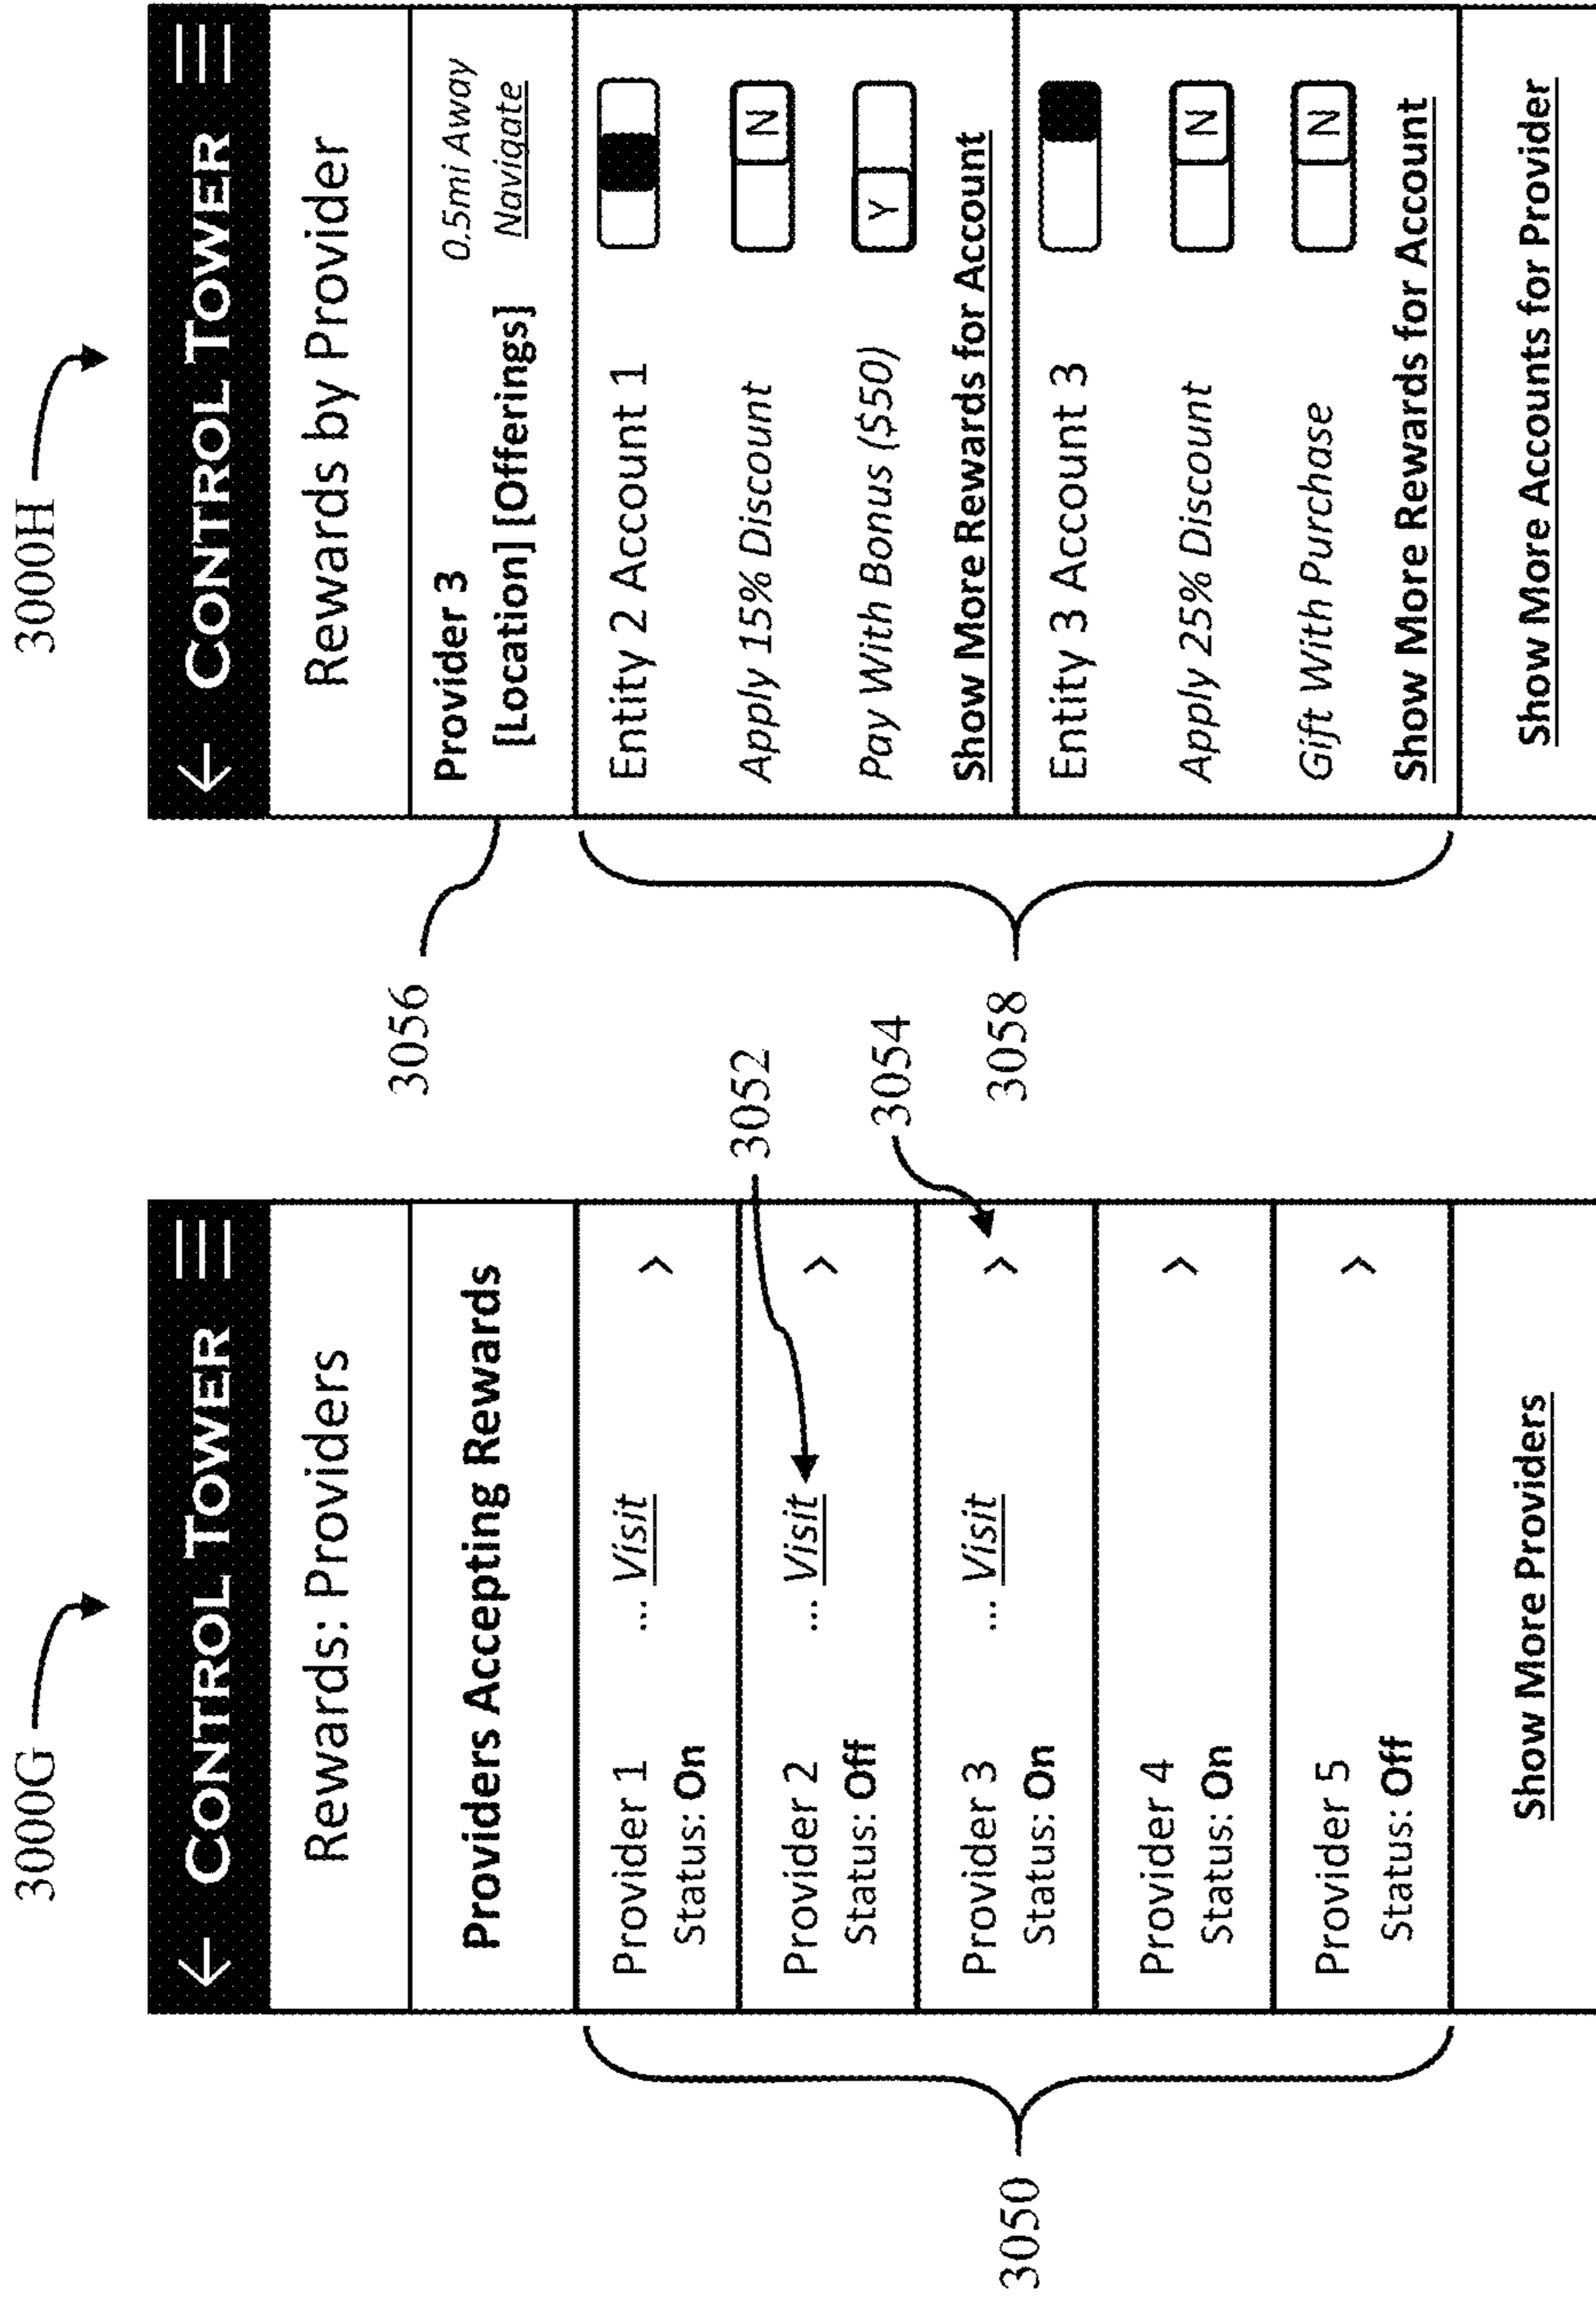 3000G
← CONTROL TOWER
Rewards: Providers
Providers Accepting Rewards
Provider 1 ... Visit >
Status: On
Provider 2 ... Visit >
Status: Off
Provider 3 ... Visit >
Status: On
Provider 4 >
Status: On
Provider 5 >
Status: Off
Show More Providers
3050
3052
3054
3000H
← CONTROL TOWER
Rewards by Provider
Provider 3 0.5mi Away
[Location] [Offerings] Navigate
Entity 2 Account 1
Apply 15% Discount N
Pay With Bonus ($50) Y
Show More Rewards for Account
Entity 3 Account 3
Apply 25% Discount N
Gift With Purchase N
Show More Rewards for Account
Show More Accounts for Provider
3056
3058